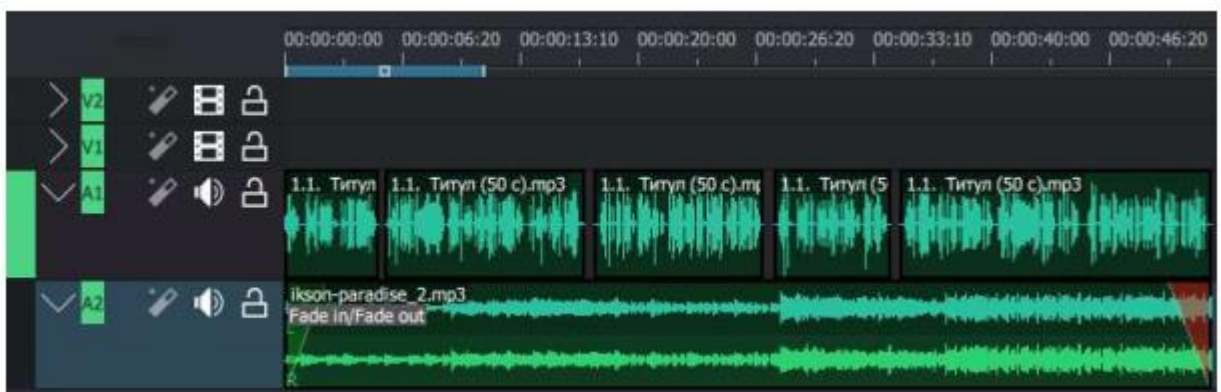 00:00:00:00 00:00:06:20 00:00:13:10 00:00:20:00 00:00:26:20 00:00:33:10 00:00:40:00 00:00:46:20
V2
V1
A1 1.1. Титул 1.1. Титул (50 с).mp3 1.1. Титул (50 с).mp 1.1. Титул (5 1.1. Титул (50 с).mp3
A2 ikson-paradise_2.mp3
Fade in/Fade out